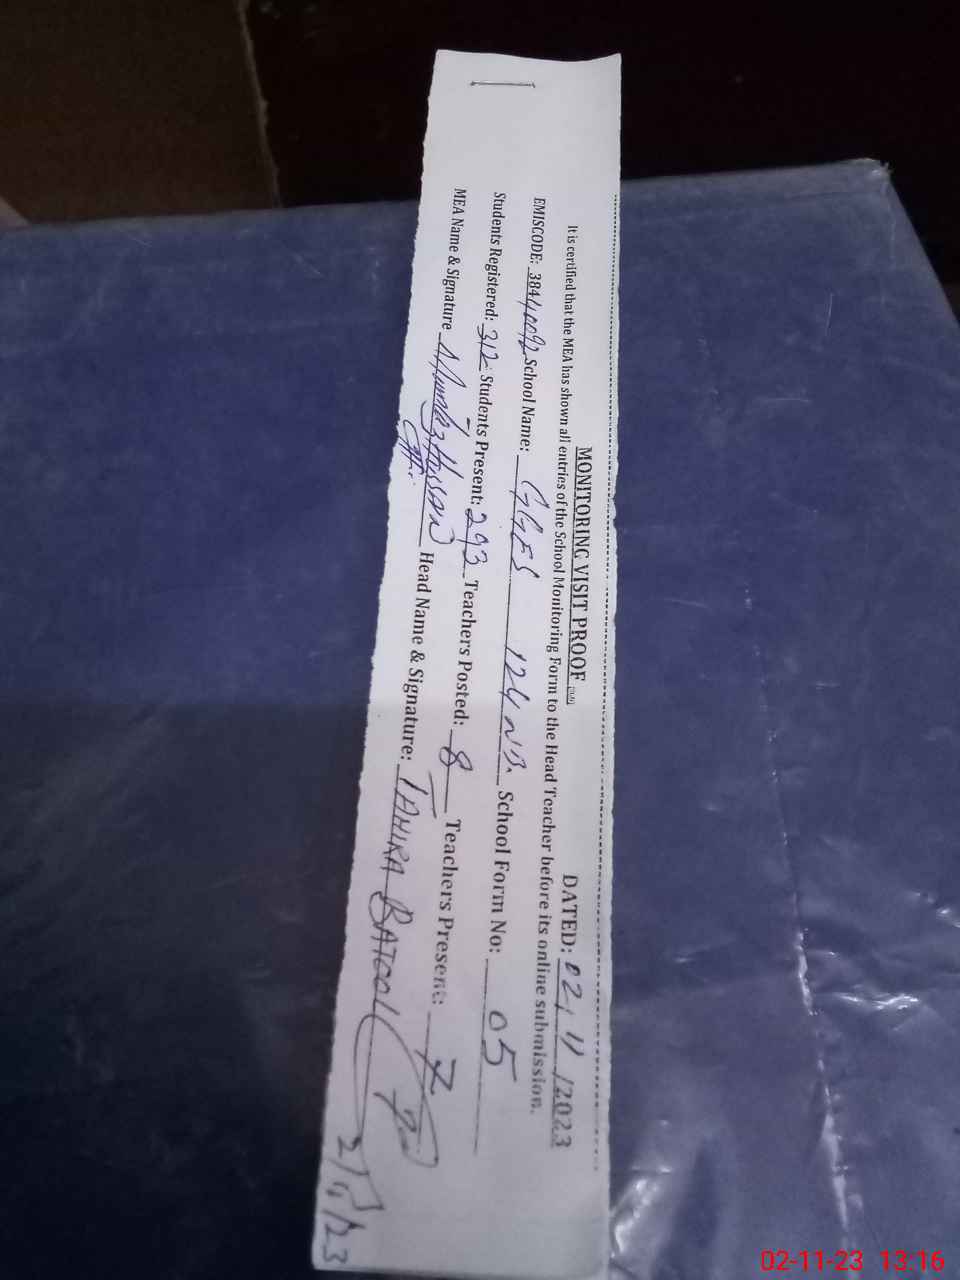 MONITORING VISIT PROOF DATED: 02/11/2023
It is certified that the MEA has shown all entries of the School Monitoring Form to the Head Teacher before its online submission.
EMISCODE: 38440092 School Name: GGES 124 NB. School Form No: 05
Students Registered: 312 Students Present: 293 Teachers Posted: 8 Teachers Present: 7
MEA Name & Signature Hussan Head Name & Signature: TAHIRA BATOOL
2/11/23
02-11-23 13:16